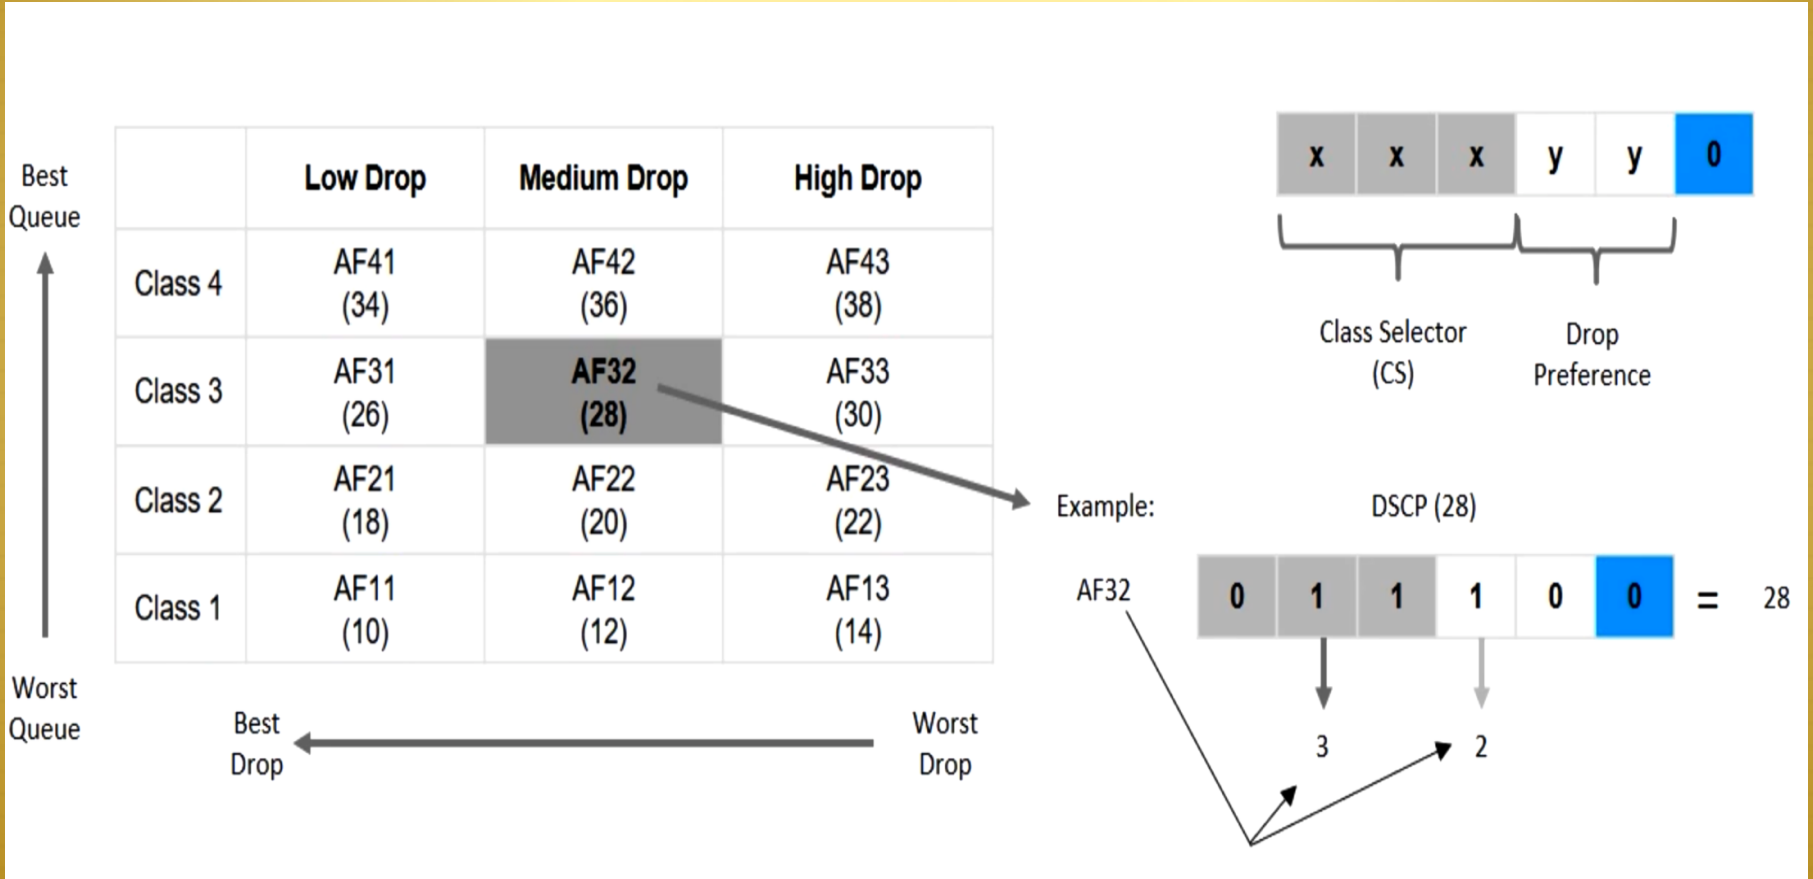 Best
Queue
Low Drop Medium Drop High Drop
Class 4 AF41 (34) AF42 (36) AF43 (38)
Class 3 AF31 (26) AF32 (28) AF33 (30)
Class 2 AF21 (18) AF22 (20) AF23 (22)
Class 1 AF11 (10) AF12 (12) AF13 (14)
Worst
Queue
Best
Drop
Worst
Drop
x x x y y 0
Class Selector
(CS)
Drop
Preference
Example:
DSCP (28)
AF32
0 1 1 1 0 0 = 28
3 2